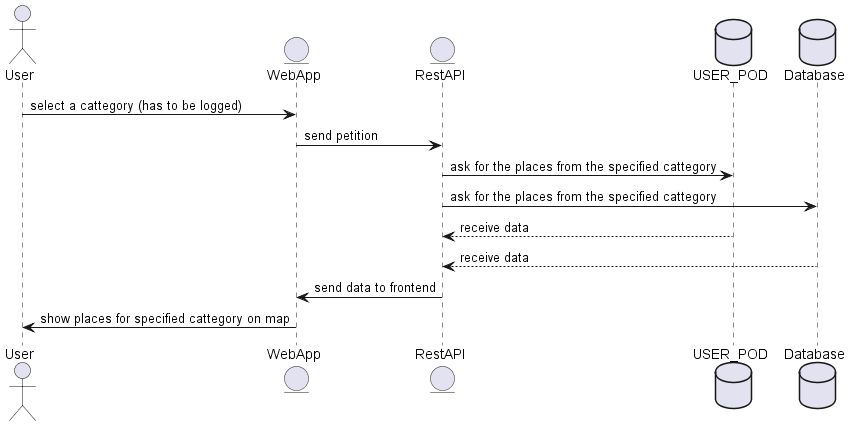 User
WebApp
RestAPI
USER_POD
Database
select a cattegory (has to be logged)
send petition
ask for the places from the specified cattegory
ask for the places from the specified cattegory
receive data
receive data
send data to frontend
show places for specified cattegory on map
User
WebApp
RestAPI
USER_POD
Database